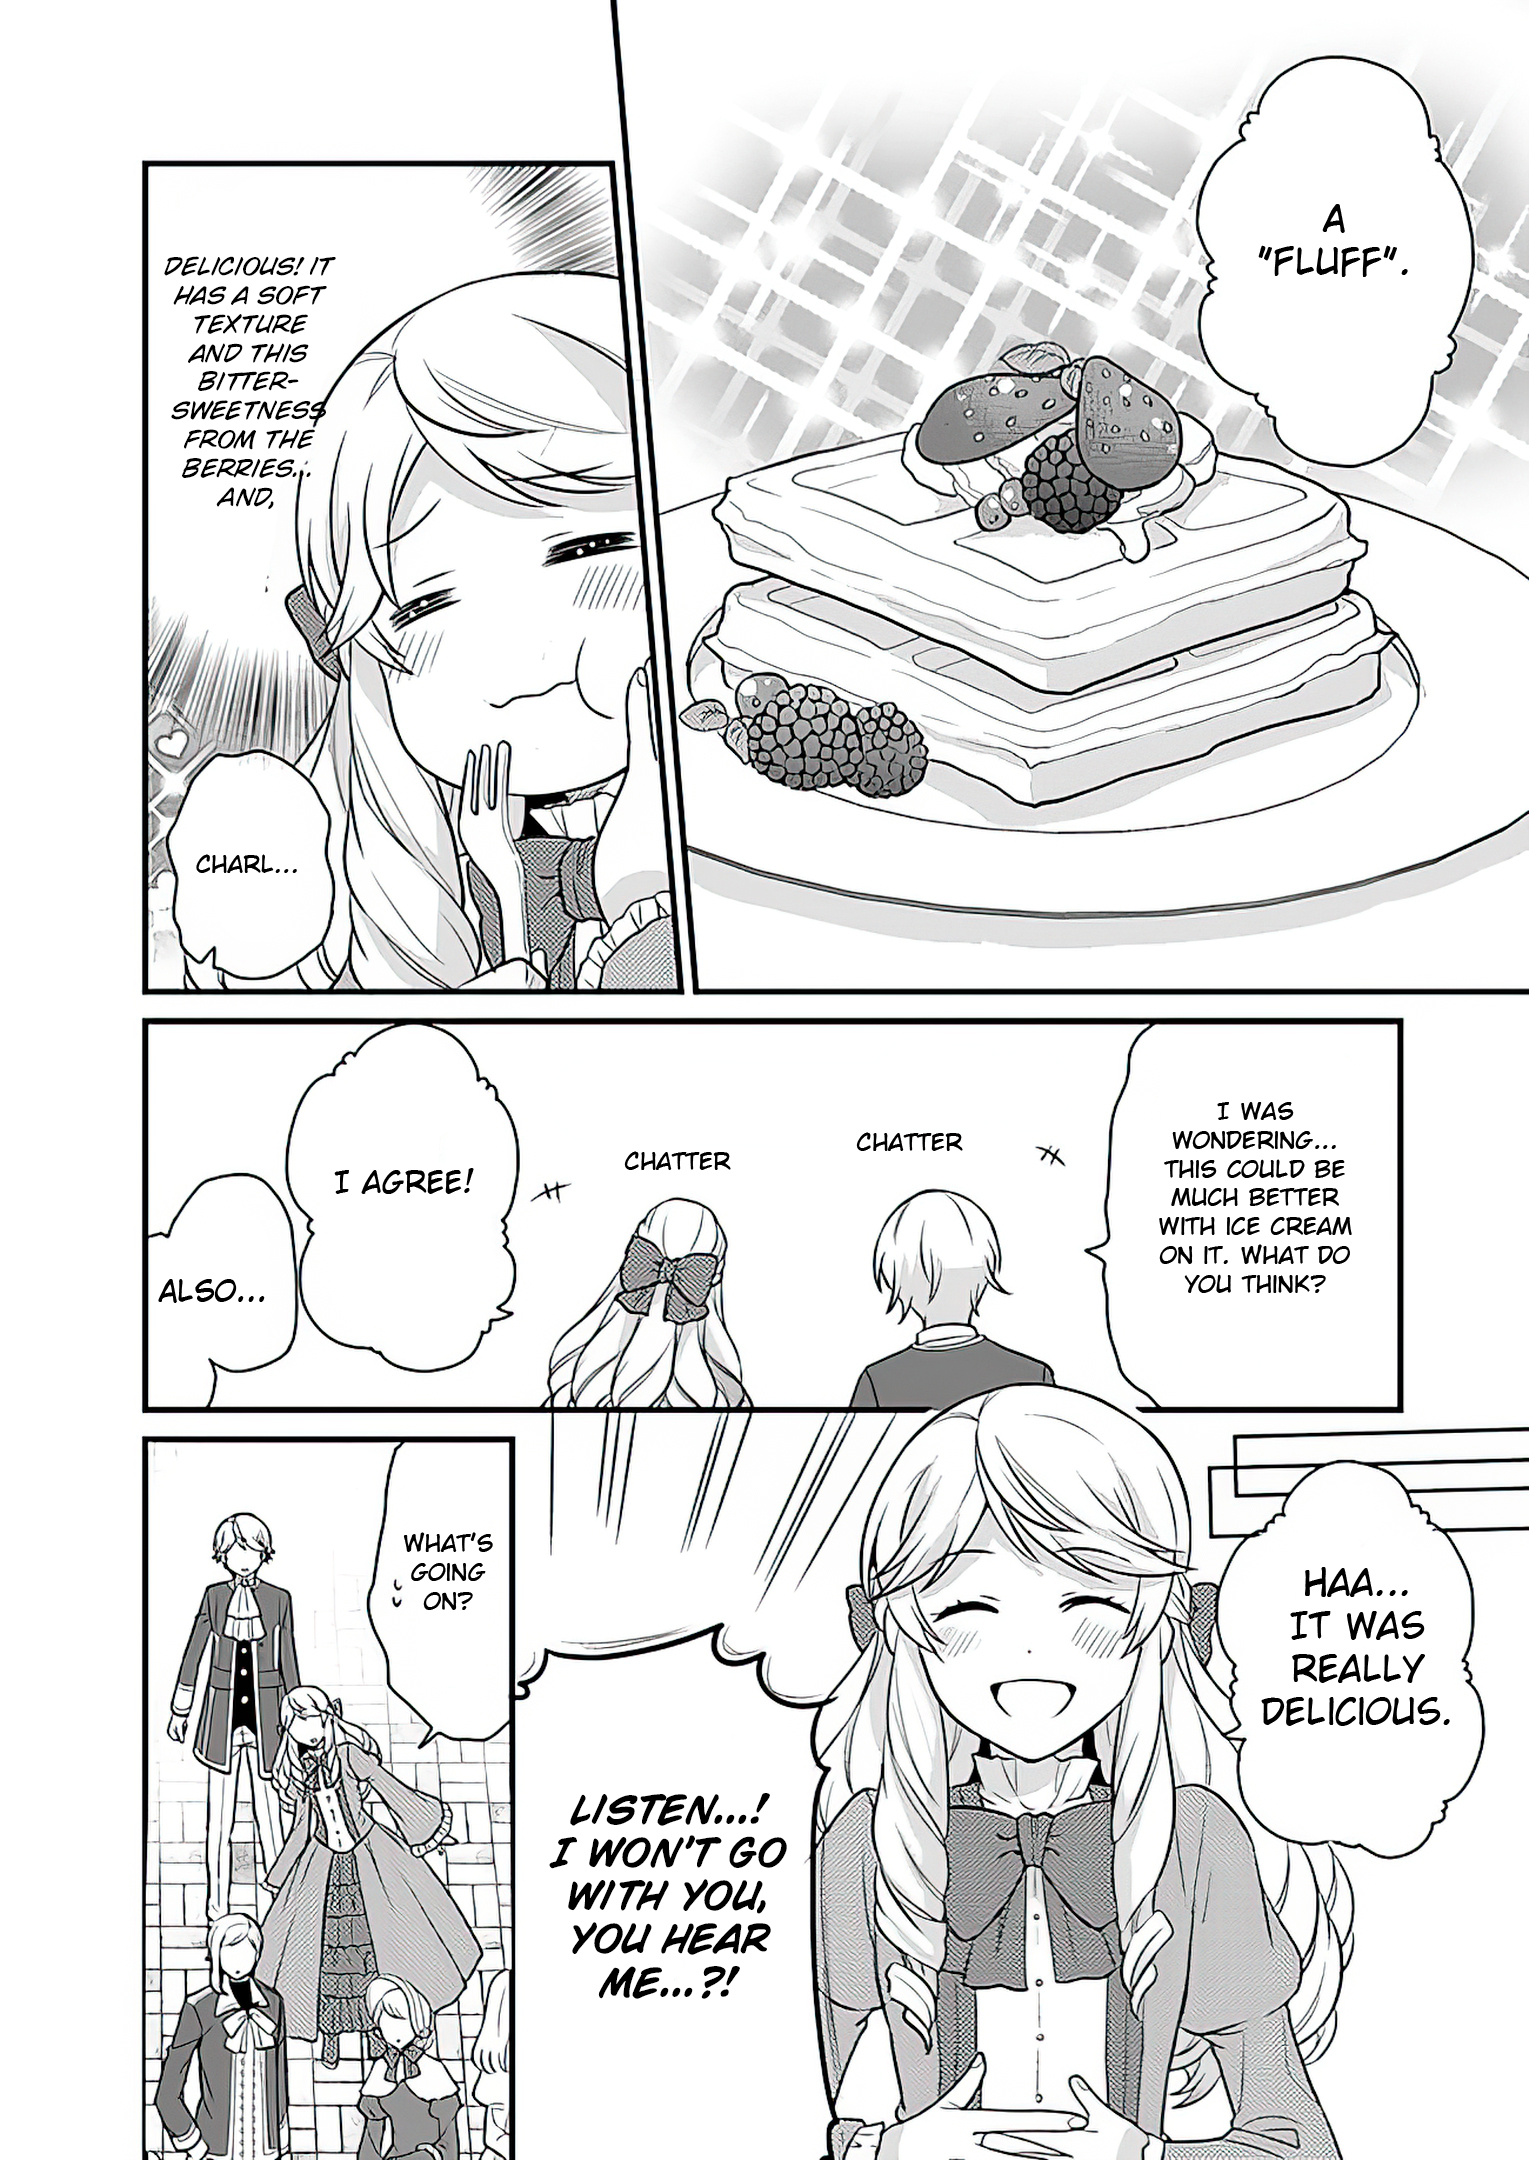 A
"FLUFF".
DELICIOUS! IT
HAS A SOFT
TEXTURE
AND THIS
BITTER-
SWEETNESS
FROM THE
BERRIES...
AND,
CHARL...
I WAS
WONDERING...
THIS COULD BE
MUCH BETTER
WITH ICE CREAM
ON IT. WHAT DO
YOU THINK?
CHATTER
CHATTER
I AGREE!
ALSO...
HAA...
IT WAS
REALLY
DELICIOUS.
LISTEN...!
I WON'T GO
WITH YOU,
YOU HEAR
ME...?!
WHAT'S
GOING
ON?